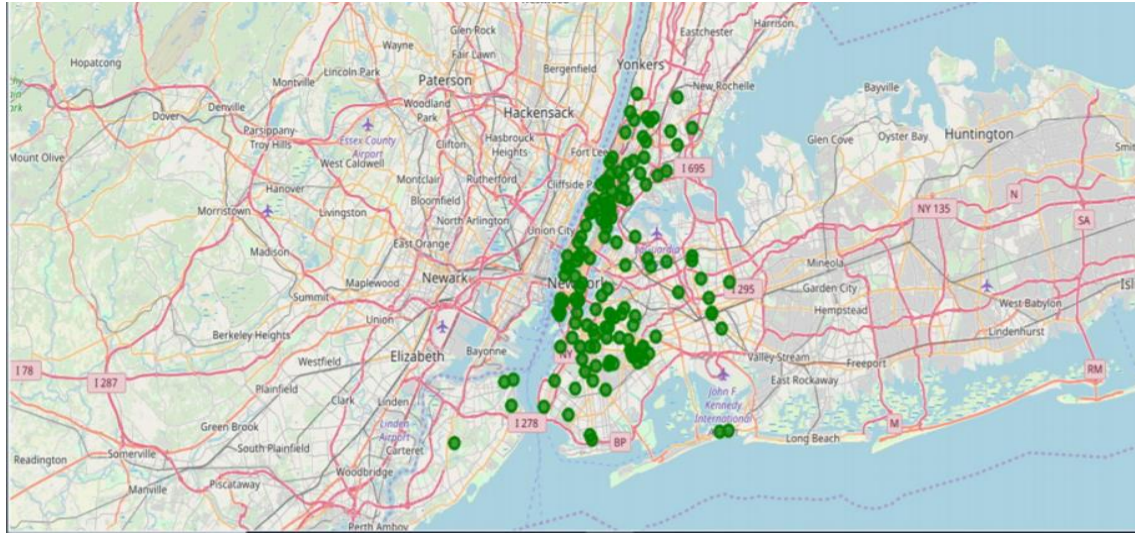 Harrison
Eastchester
Glen Rock
Wayne
Fair Lawn
Hopatcong
Yonkers
Lincoln Park
Bergenfield
Paterson
Montville
New Rochelle
Bayville
Woodland
Park
Denville
Hackensack
Dover
Parsippany-
Troy Hills
Essex County
Airport
Clifton
Hasbrouck
Heights
Glen Cove
Oyster Bay
Huntington
Mount Olive
West Caldwell
Fort Lee
I 695
Montclair
Rutherford
Cliffside Pa
Hanover
Bloomfield
N
Morristown
Livingston
North Arlington
NY 135
SA
Union City
East Orange
Madison
Mineola
Newark
Maplewood
New York
I 295
Garden City
Summit
West Babylon
Isl
Hempstead
Union
Berkeley Heights
Lindenhurst
Elizabeth
Bayonne
NY
Valley Stream
Freeport
Westfield
I 78
I 287
East Rockaway
RM
Plainfield
John F
Kennedy
International
Clark
Linden
Linden
Airport
I 278
M
Green Brook
Long Beach
BP
South Plainfield
Carteret
Readington
Somerville
Woodbridge
Manville
Piscataway
Perth Amboy